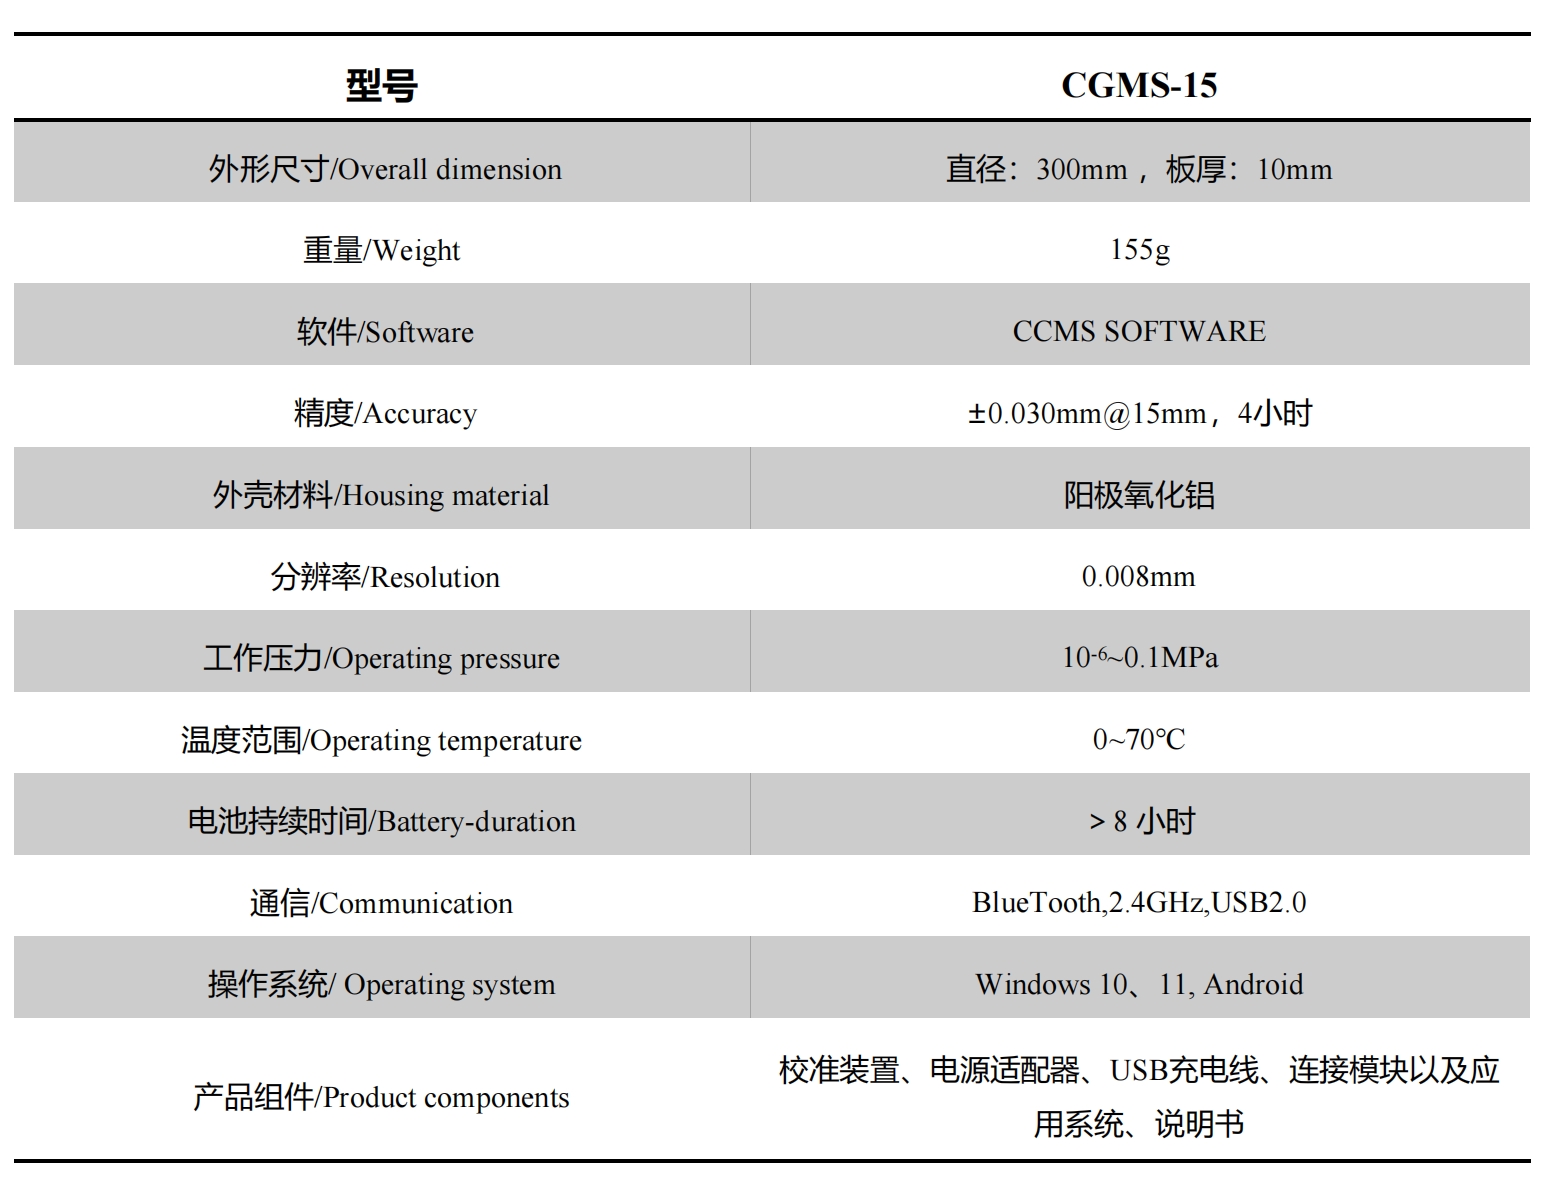 型号 CGMS-15
外形尺寸/Overall dimension 直径：300mm ，板厚：10mm
重量/Weight 155g
软件/Software CCMS SOFTWARE
精度/Accuracy ±0.030mm@15mm，4小时
外壳材料/Housing material 阳极氧化铝
分辨率/Resolution 0.008mm
工作压力/Operating pressure 10⁻⁶~0.1MPa
温度范围/Operating temperature 0~70℃
电池持续时间/Battery-duration > 8 小时
通信/Communication BlueTooth,2.4GHz,USB2.0
操作系统/ Operating system Windows 10、11, Android
产品组件/Product components 校准装置、电源适配器、USB充电线、连接模块以及应
用系统、说明书